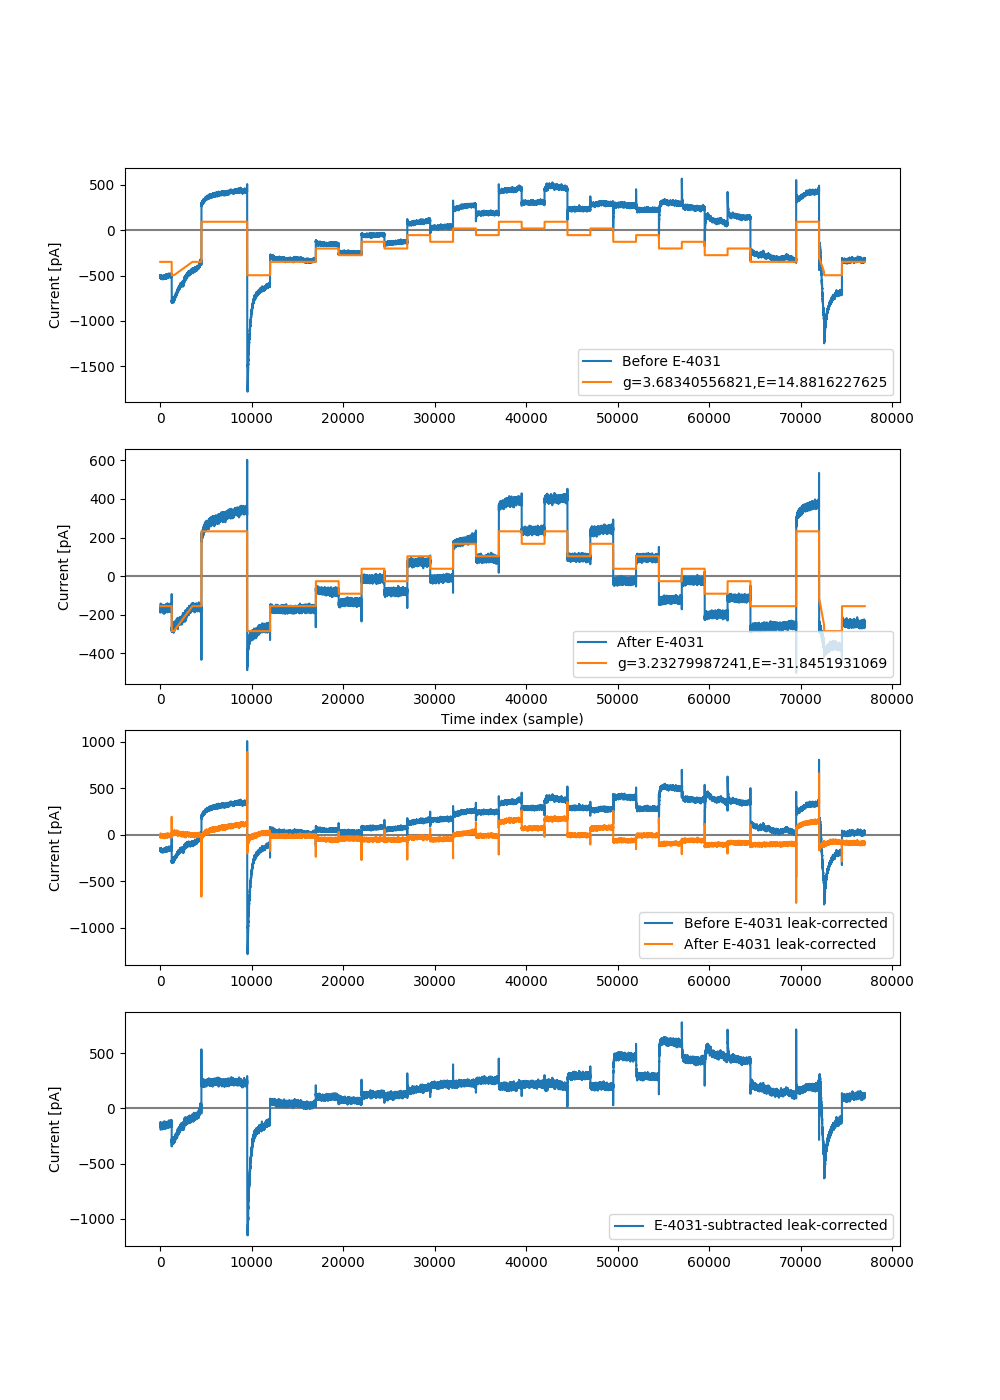 500
0
−500
−1000
−1500
Current [pA]
Before E-4031
g=3.68340556821,E=14.8816227625
0 10000 20000 30000 40000 50000 60000 70000 80000
600
400
200
0
−200
−400
Current [pA]
After E-4031
g=3.23279987241,E=-31.8451931069
0 10000 20000 30000 40000 50000 60000 70000 80000
Time index (sample)
1000
500
0
−500
−1000
Current [pA]
Before E-4031 leak-corrected
After E-4031 leak-corrected
0 10000 20000 30000 40000 50000 60000 70000 80000
500
0
−500
−1000
Current [pA]
E-4031-subtracted leak-corrected
0 10000 20000 30000 40000 50000 60000 70000 80000